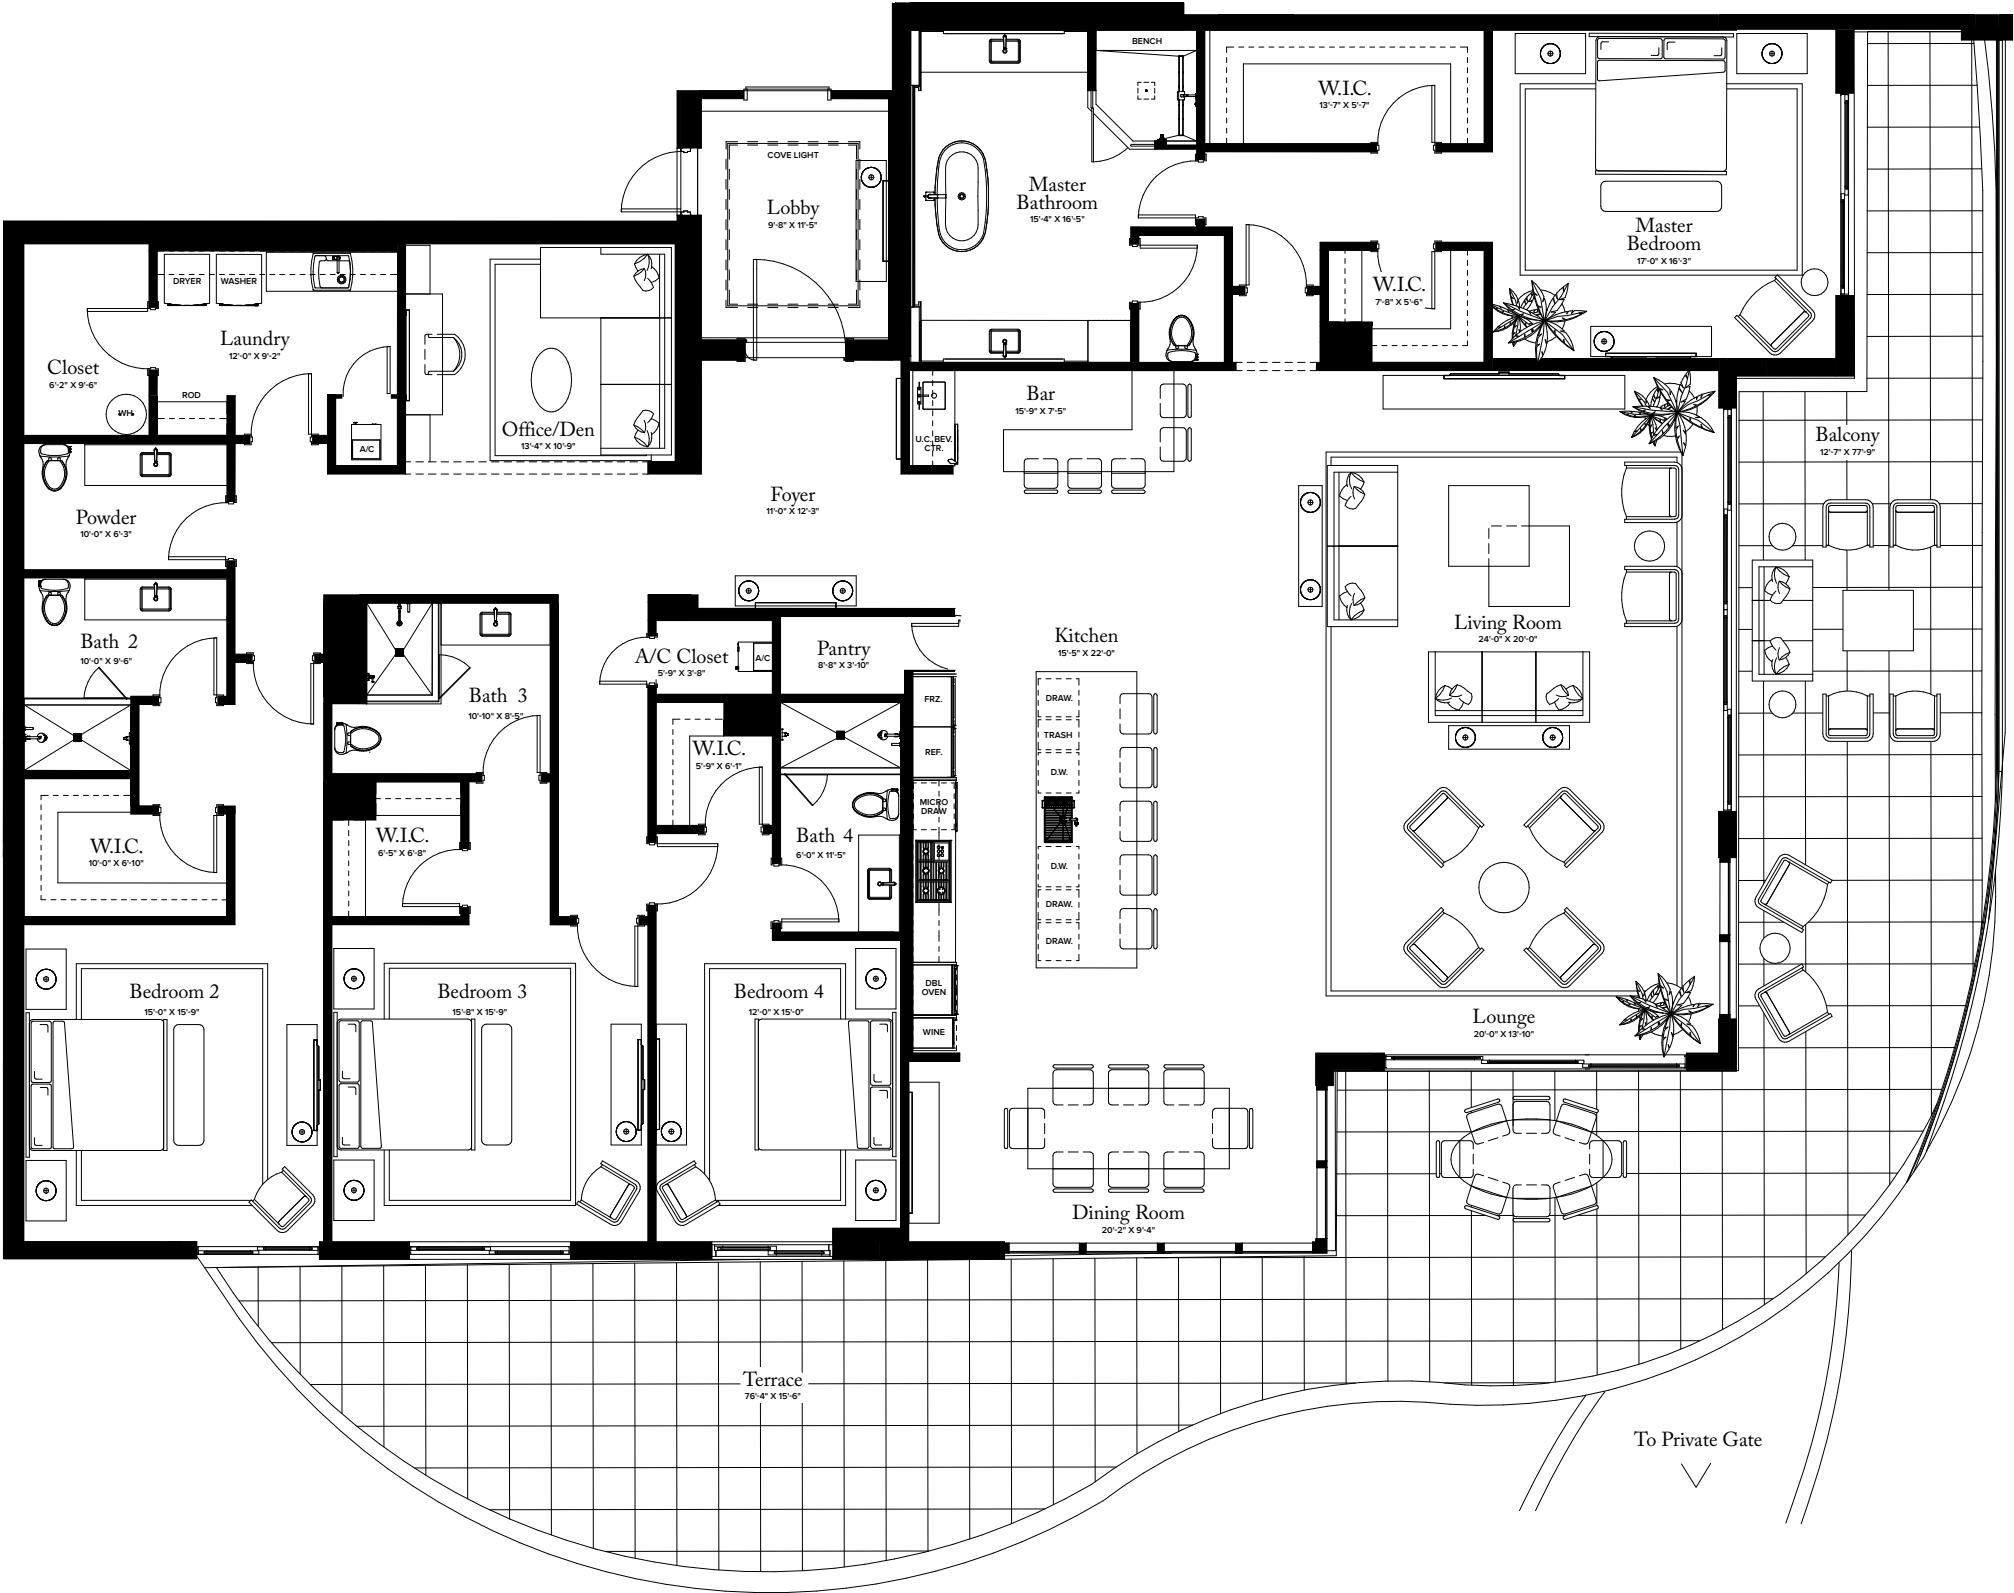 BENCH
W.I.C.
13'-7" X 5'-7"
COVE LIGHT
Lobby
9'-8" X 11'-5"
Master
Bathroom
15'-4" X 16'-5"
Master
Bedroom
17'-0" X 16'-3"
W.I.C.
7'-8" X 5'-6"
DRYER
WASHER
Laundry
12'-0" X 9'-2"
Closet
6'-2" X 9'-6"
WH
ROD
A/C
Office/Den
13'-4" X 10'-9"
Bar
15'-9" X 7'-5"
U.C. BEV.
CTR.
Balcony
12'-7" X 77'-9"
Powder
10'-0" X 6'-3"
Foyer
11'-0" X 12'-3"
Bath 2
10'-0" X 9'-6"
Bath 3
10'-10" X 8'-5"
A/C Closet
5'-9" X 3'-8"
A/C
Pantry
8'-8" X 3'-10"
Kitchen
15'-5" X 22'-0"
Living Room
24'-0" X 20'-0"
FRZ.
REF.
MICRO
DRAW
DRAW.
TRASH
D.W.
D.W.
DRAW.
DRAW.
W.I.C.
5'-9" X 6'-1"
W.I.C.
10'-0" X 6'-10"
W.I.C.
6'-5" X 6'-8"
Bath 4
6'-0" X 11'-5"
DBL
OVEN
WINE
Bedroom 2
15'-0" X 15'-9"
Bedroom 3
15'-8" X 15'-9"
Bedroom 4
12'-0" X 15'-0"
Lounge
20'-0" X 13'-10"
Dining Room
20'-2" X 9'-4"
Terrace
76'-4" X 15'-6"
To Private Gate